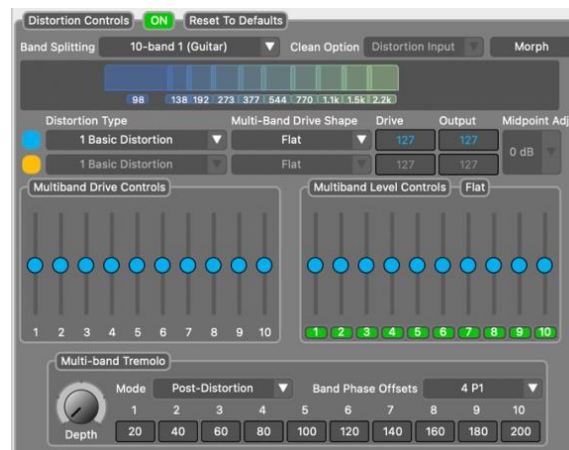 Distortion Controls ON Reset To Defaults
Band Splitting 10-band 1 (Guitar) Clean Option Distortion Input Morph
98 138 192 273 377 544 770 1.1k 1.5k 2.2k
Distortion Type Multi-Band Drive Shape Drive Output Midpoint Adj
1 Basic Distortion Flat 127 127 0 dB
1 Basic Distortion Flat 127 127
Multiband Drive Controls Multiband Level Controls Flat
1 2 3 4 5 6 7 8 9 10 1 2 3 4 5 6 7 8 9 10
Multi-band Tremolo
Mode Post-Distortion Band Phase Offsets 4 P1
1 2 3 4 5 6 7 8 9 10
Depth 20 40 60 80 100 120 140 160 180 200